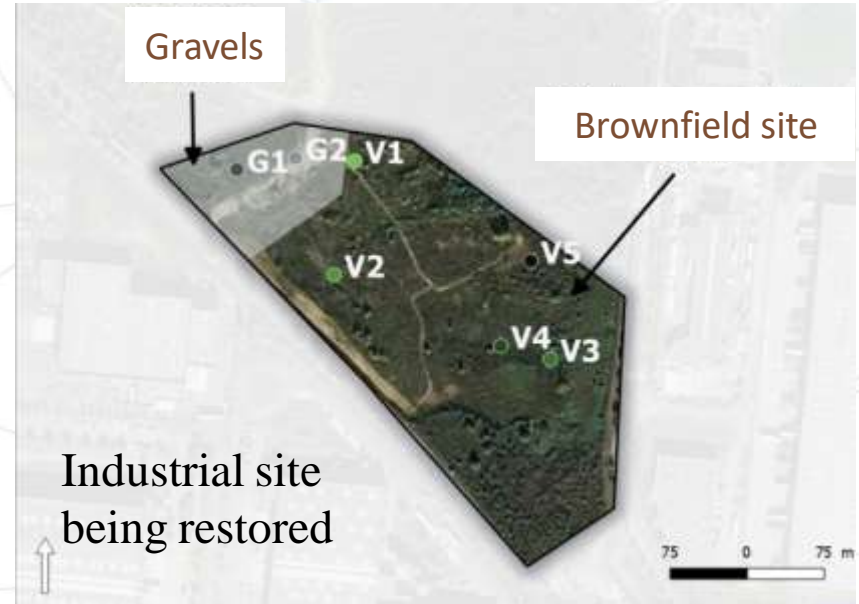 Gravels
Brownfield site
G1
G2
V1
V2
V5
V4
V3
Industrial site
being restored
75 0 75 m